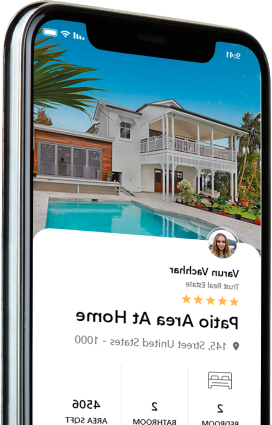 9:41
Varun Vachhar
Trust Real Estate
Patio Area At Home
145, Street United States - 1000
2
BEDROOM
2
BATHROOM
4506
AREA SQFT